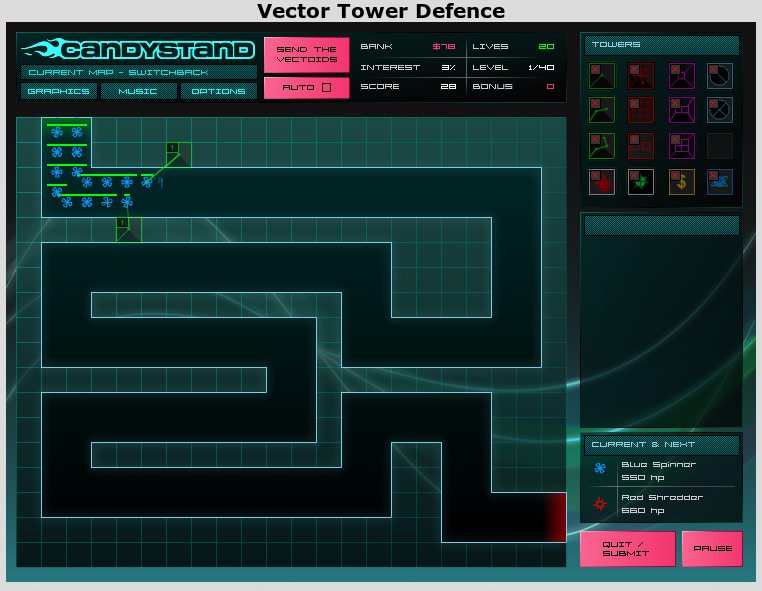 Vector Tower Defence
CANDYSTAND
CURRENT MAP - SWITCHBACK
GRAPHICS MUSIC OPTIONS
SEND THE
VECTOIDS
AUTO
BANK $78 LIVES 20
INTEREST 3% LEVEL 1/40
SCORE 28 BONUS 0
TOWERS
1
1
CURRENT & NEXT
Blue Spinner
550 hp
Red Shredder
660 hp
QUIT /
SUBMIT
PAUSE